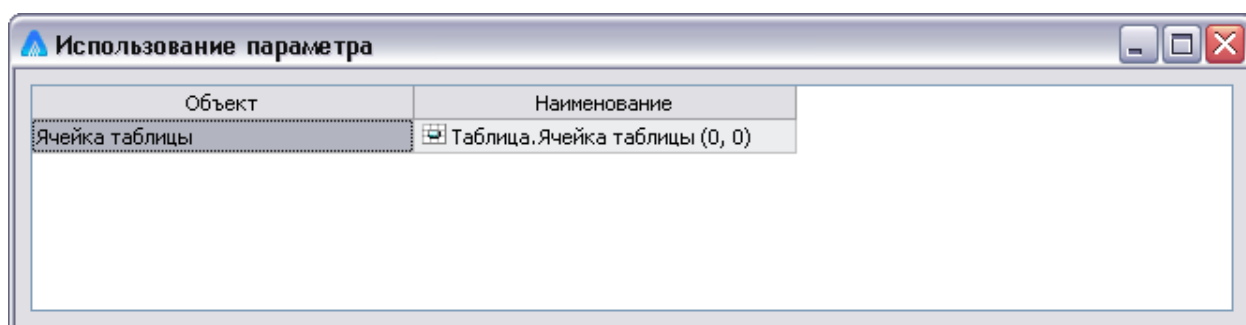 Использование параметра
Объект Наименование
Ячейка таблицы Таблица.Ячейка таблицы (0, 0)